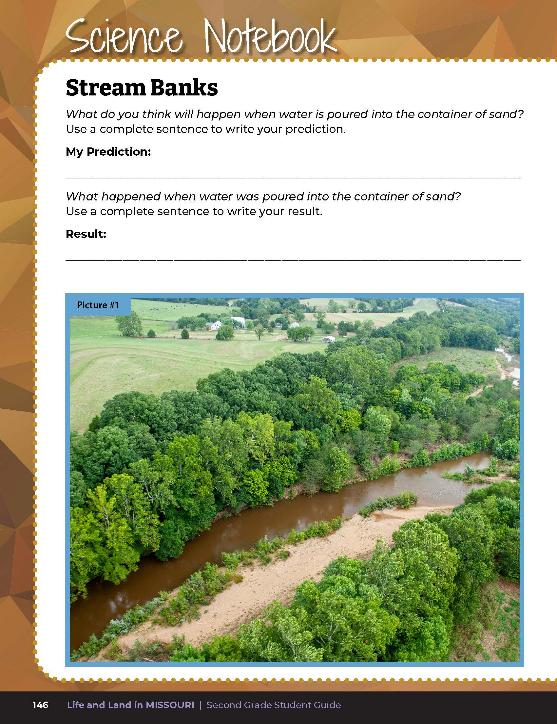 Science Notebook
Stream Banks
What do you think will happen when water is poured into the container of sand?
Use a complete sentence to write your prediction.
My Prediction:
What happened when water was poured into the container of sand?
Use a complete sentence to write your result.
Result:
Picture #1
146 Life and Land in MISSOURI | Second Grade Student Guide